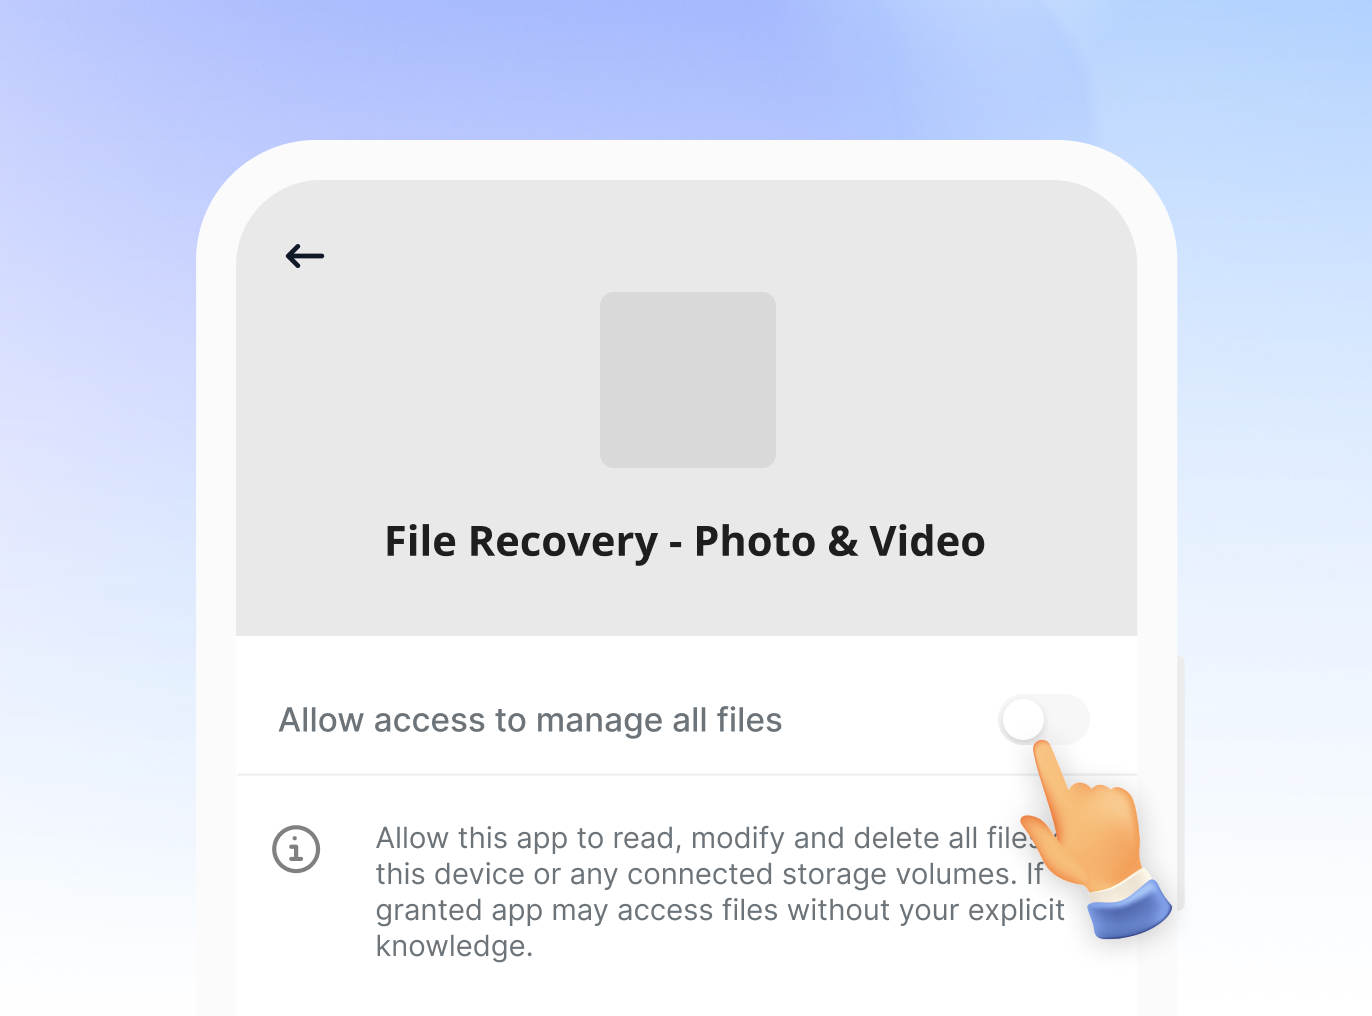 File Recovery - Photo & Video
Allow access to manage all files
Allow this app to read, modify and delete all files
this device or any connected storage volumes. If
granted app may access files without your explicit
knowledge.